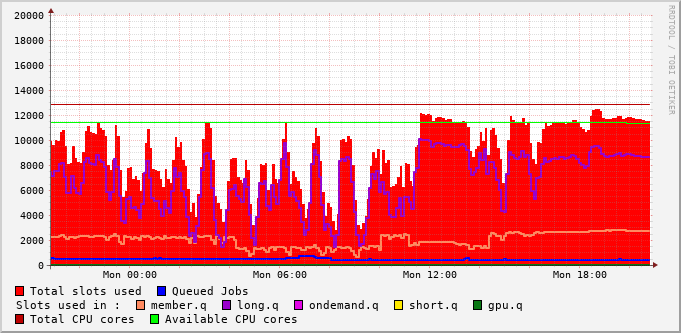 20000
18000
16000
14000
12000
10000
8000
6000
4000
2000
0
Mon 00:00 Mon 06:00 Mon 12:00 Mon 18:00
RRDTOOL / TOBI OETIKER
Total slots used Queued Jobs
Slots used in : member.q long.q ondemand.q short.q gpu.q
Total CPU cores Available CPU cores